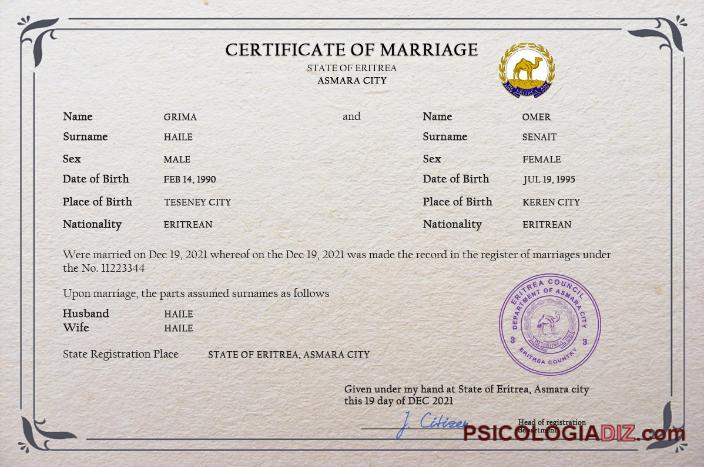 CERTIFICATE OF MARRIAGE
STATE OF ERITREA
ASMARA CITY
Name GRIMA and Name OMER
Surname HAILE Surname SENAIT
Sex MALE Sex FEMALE
Date of Birth FEB 14, 1990 Date of Birth JUL 19, 1995
Place of Birth TESENEY CITY Place of Birth KEREN CITY
Nationality ERITREAN Nationality ERITREAN
Were married on Dec 19, 2021 whereof on the Dec 19, 2021 was made the record in the register of marriages under
the No. 11223344
Upon marriage, the parts assumed surnames as follows
Husband HAILE
Wife HAILE
State Registration Place STATE OF ERITREA, ASMARA CITY
ERITREA COUNCIL
DEPARTMENT OF ASMARA CITY
3 3
ERITREA COUNTRY
Given under my hand at State of Eritrea, Asmara city
this 19 day of DEC 2021
J. Citizen Head of registration
department
PSICOLOGIADIZ.com